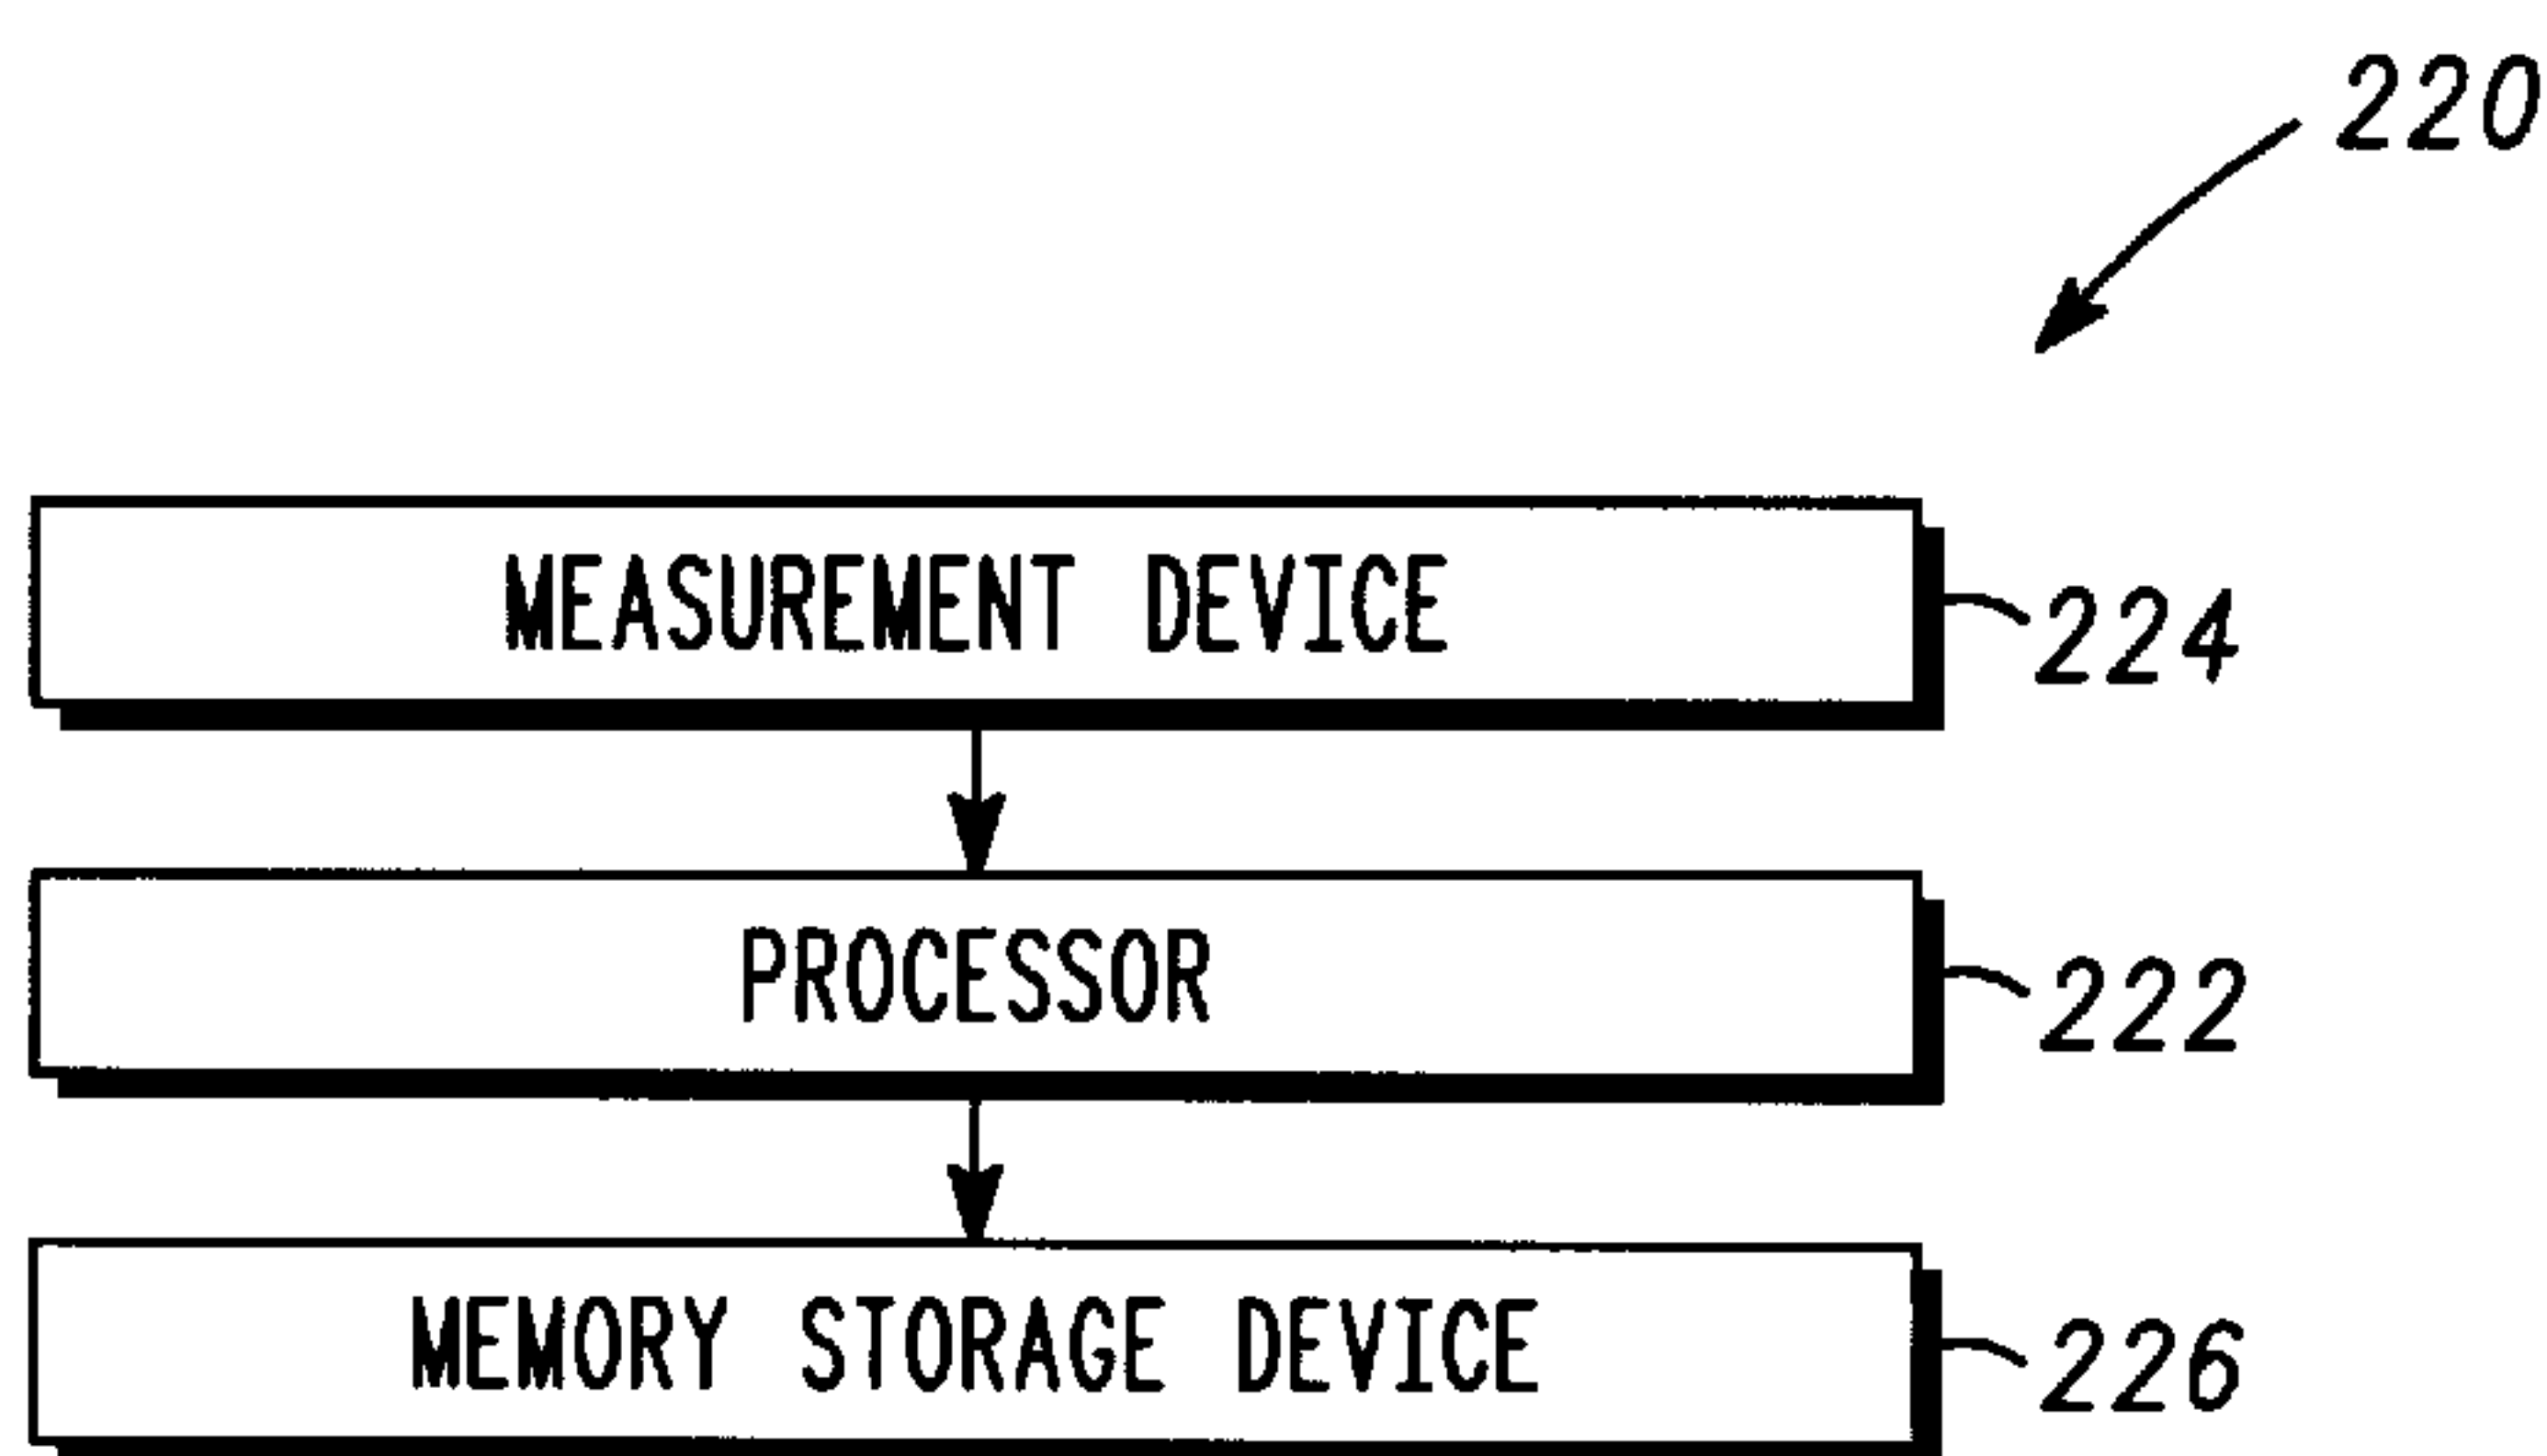 220
MEASUREMENT DEVICE
224
PROCESSOR
222
MEMORY STORAGE DEVICE
226